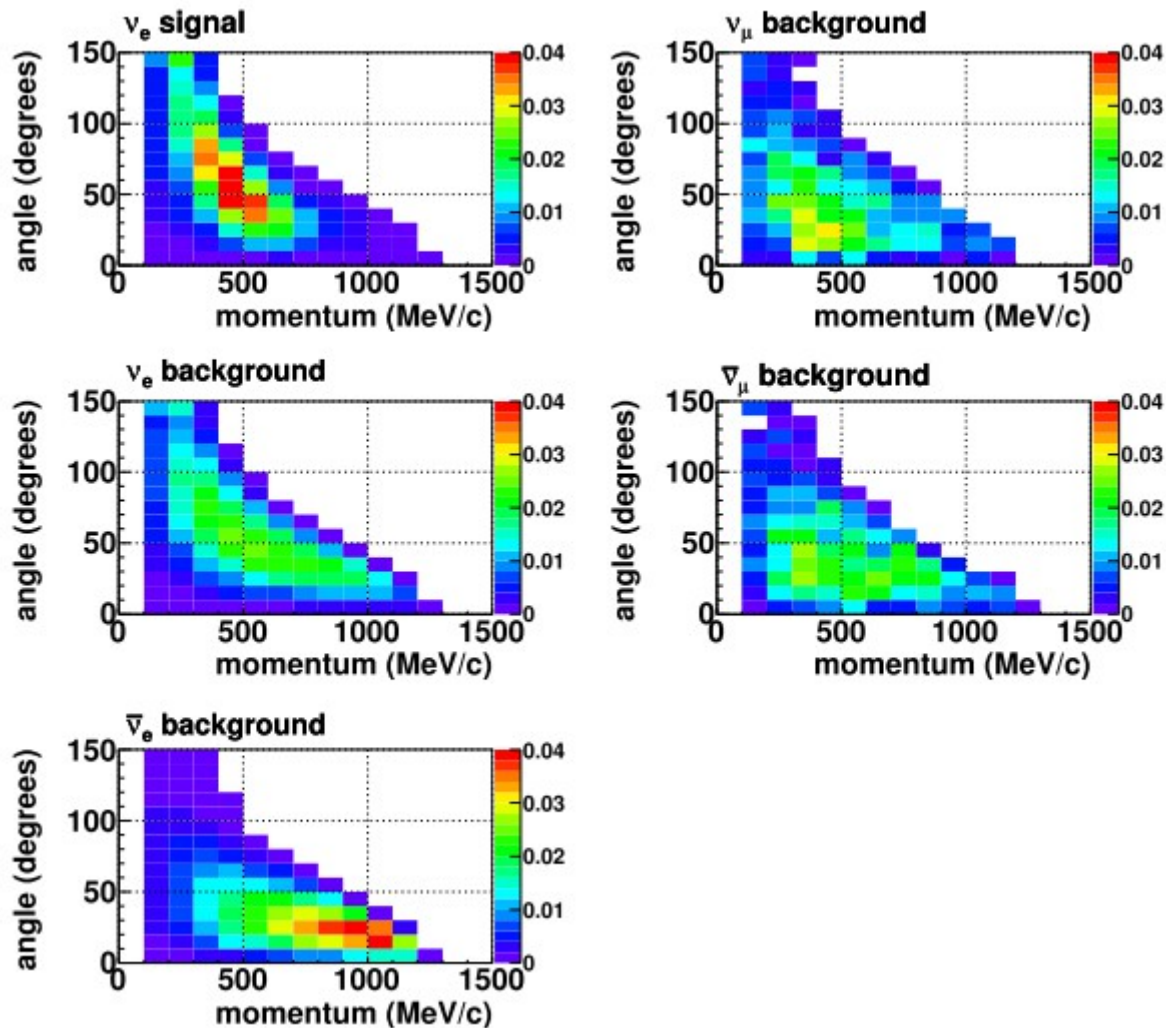 νe signal
150
100
50
0
0 500 1000 1500
0.04
0.03
0.02
0.01
0
angle (degrees)
momentum (MeV/c)
νμ background
150
100
50
0
0 500 1000 1500
0.04
0.03
0.02
0.01
0
angle (degrees)
momentum (MeV/c)
νe background
150
100
50
0
0 500 1000 1500
0.04
0.03
0.02
0.01
0
angle (degrees)
momentum (MeV/c)
ν̅μ background
150
100
50
0
0 500 1000 1500
0.04
0.03
0.02
0.01
0
angle (degrees)
momentum (MeV/c)
ν̅e background
150
100
50
0
0 500 1000 1500
0.04
0.03
0.02
0.01
0
angle (degrees)
momentum (MeV/c)